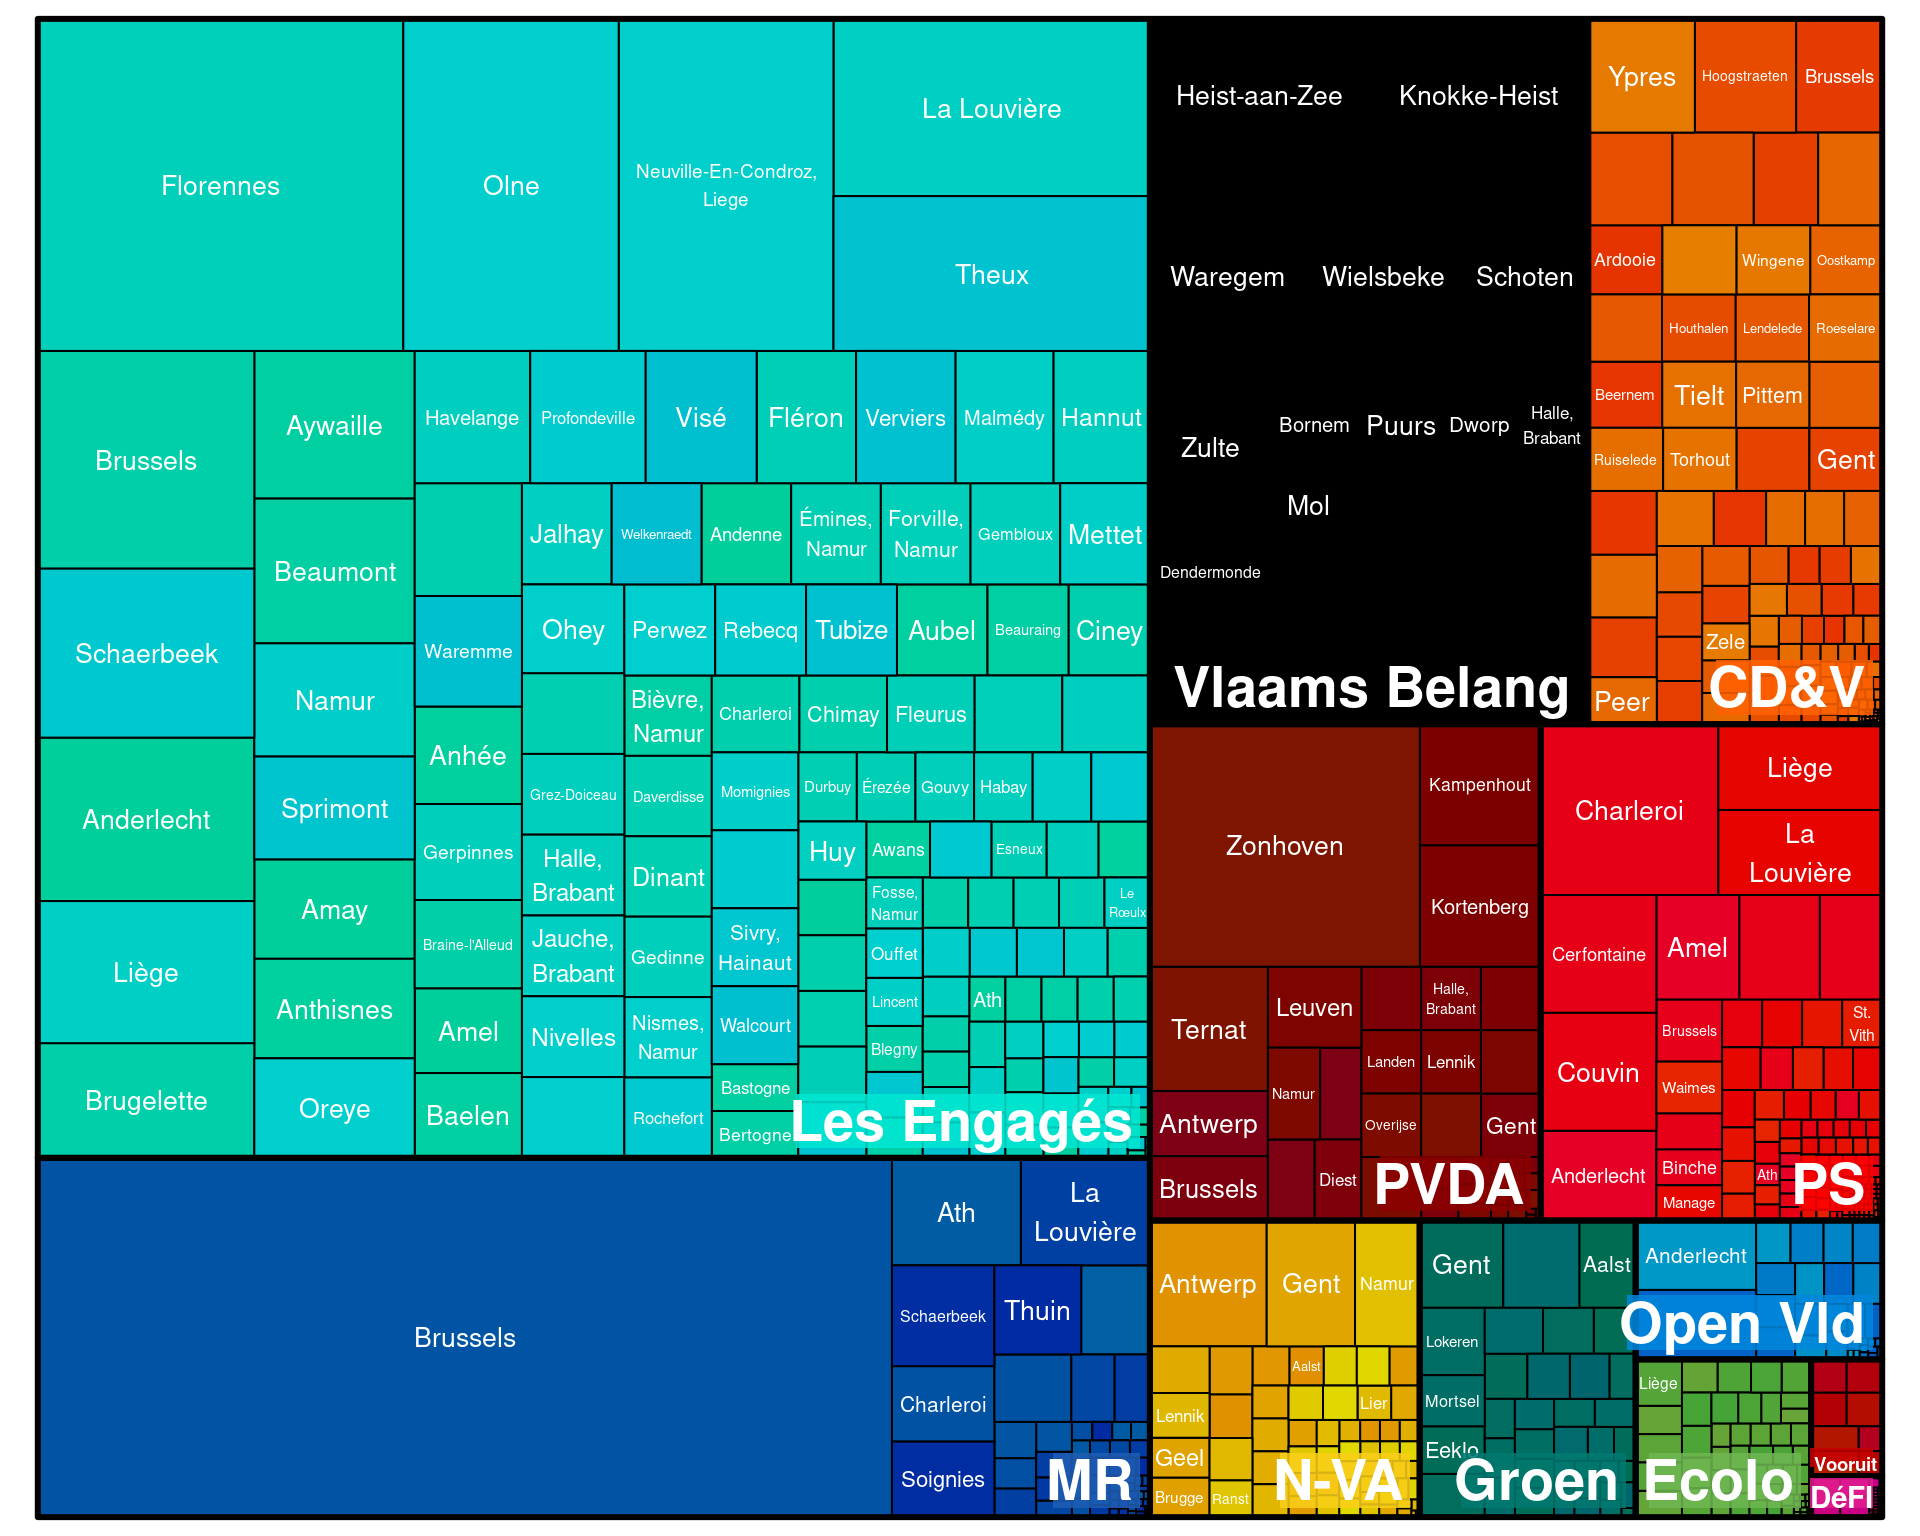 Florennes
Olne
Neuville-En-Condroz,
Liege
La Louvière
Theux
Brussels
Schaerbeek
Anderlecht
Liège
Brugelette
Aywaille
Beaumont
Namur
Sprimont
Amay
Anthisnes
Oreye
Havelange
Profondeville
Visé
Fléron
Verviers
Malmédy
Hannut
Waremme
Anhée
Gerpinnes
Braine-l'Alleud
Amel
Baelen
Jalhay
Welkenraedt
Andenne
Émines,
Namur
Forville,
Namur
Gembloux
Mettet
Ohey
Perwez
Rebecq
Tubize
Aubel
Beauraing
Ciney
Grez-Doiceau
Halle,
Brabant
Jauche,
Brabant
Nivelles
Bièvre,
Namur
Daverdisse
Dinant
Gedinne
Nismes,
Namur
Rochefort
Charleroi
Chimay
Fleurus
Momignies
Sivry,
Hainaut
Walcourt
Bastogne
Bertogne
Durbuy
Érezée
Gouvy
Habay
Huy
Awans
Esneux
Fosse,
Namur
Le
Rœulx
Ouffet
Lincent
Ath
Blegny
Les Engagés
Brussels
Ath
La
Louvière
Schaerbeek
Thuin
Charleroi
Soignies
MR
Heist-aan-Zee
Knokke-Heist
Waregem
Wielsbeke
Schoten
Zulte
Bornem
Puurs
Dworp
Halle,
Brabant
Mol
Dendermonde
Vlaams Belang
Ypres
Hoogstraeten
Brussels
Ardooie
Wingene
Oostkamp
Houthalen
Lendelede
Roeselare
Beernem
Tielt
Pittem
Ruiselede
Torhout
Gent
Zele
Peer
CD&V
Zonhoven
Kampenhout
Kortenberg
Ternat
Antwerp
Brussels
Leuven
Namur
Diest
Halle,
Brabant
Landen
Lennik
Overijse
Gent
PVDA
Charleroi
Liège
La
Louvière
Cerfontaine
Couvin
Anderlecht
Amel
Brussels
St.
Vith
Waimes
Binche
Ath
Manage
PS
Antwerp
Gent
Namur
Aalst
Lennik
Lier
Geel
Brugge
Ranst
N-VA
Gent
Aalst
Lokeren
Mortsel
Eeklo
Groen
Anderlecht
Open Vld
Liège
Ecolo
Vooruit
DéFI